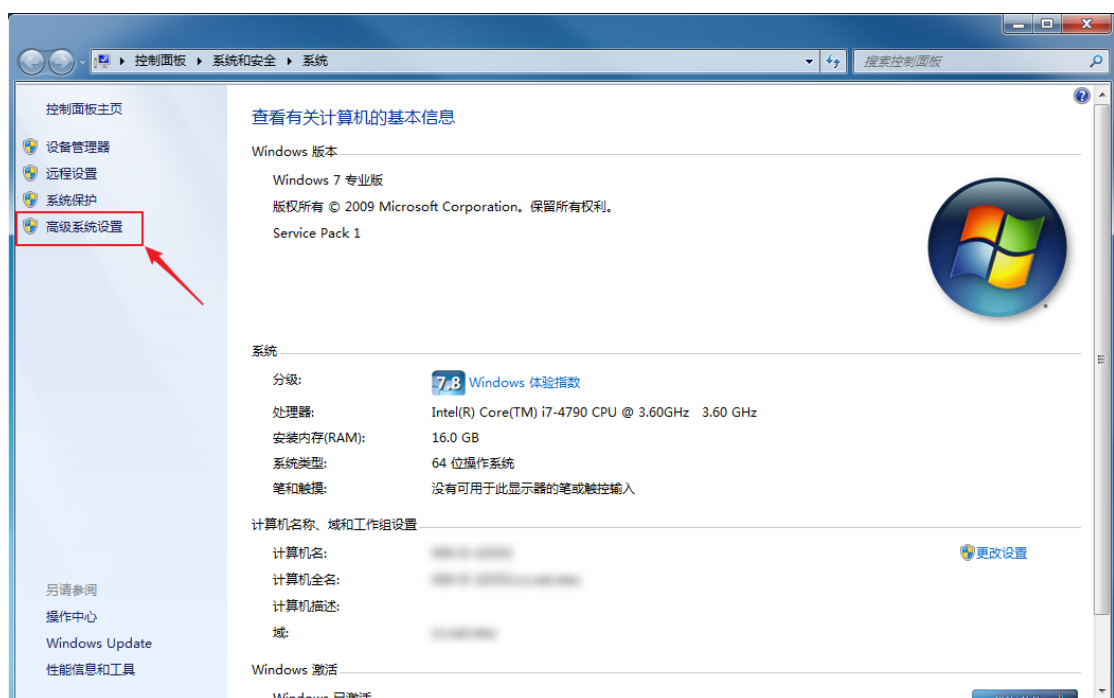 控制面板 系统和安全 系统
搜索控制面板
控制面板主页
设备管理器
远程设置
系统保护
高级系统设置
查看有关计算机的基本信息
Windows 版本
Windows 7 专业版
版权所有 © 2009 Microsoft Corporation。保留所有权利。
Service Pack 1
系统
分级:
7.8 Windows 体验指数
处理器:
Intel(R) Core(TM) i7-4790 CPU @ 3.60GHz 3.60 GHz
安装内存(RAM):
16.0 GB
系统类型:
64 位操作系统
笔和触摸:
没有可用于此显示器的笔或触控输入
计算机名称、域和工作组设置
计算机名:
更改设置
计算机全名:
计算机描述:
域:
Windows 激活
Windows 已激活
另请参阅
操作中心
Windows Update
性能信息和工具